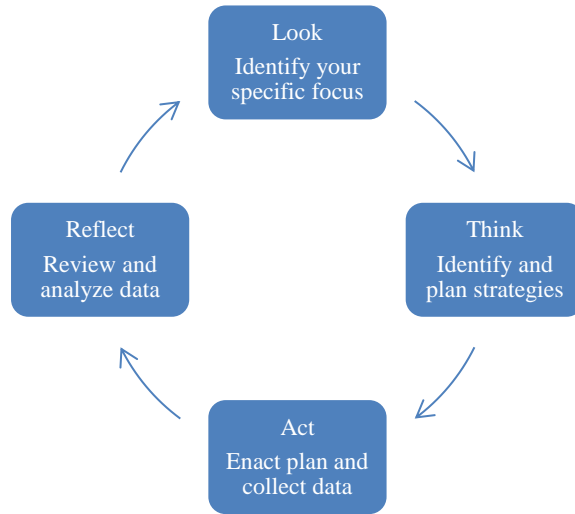 Look
Identify your
specific focus
Think
Identify and
plan strategies
Act
Enact plan and
collect data
Reflect
Review and
analyze data